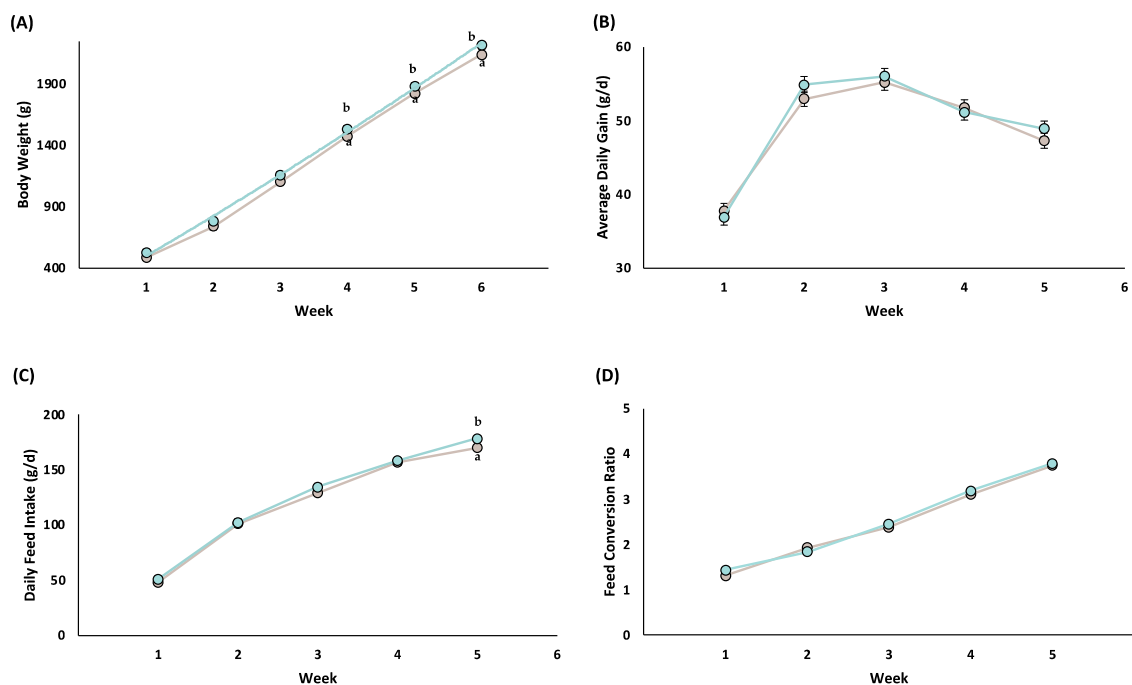 (A)
Body Weight (g)
1900
1400
900
400
b
b
b
a
a
a
1 2 3 4 5 6
Week
(B)
Average Daily Gain (g/d)
60
50
40
30
1 2 3 4 5 6
Week
(C)
Daily Feed Intake (g/d)
200
150
100
50
0
b
a
1 2 3 4 5 6
Week
(D)
Feed Conversion Ratio
5
4
3
2
1
0
1 2 3 4 5
Week